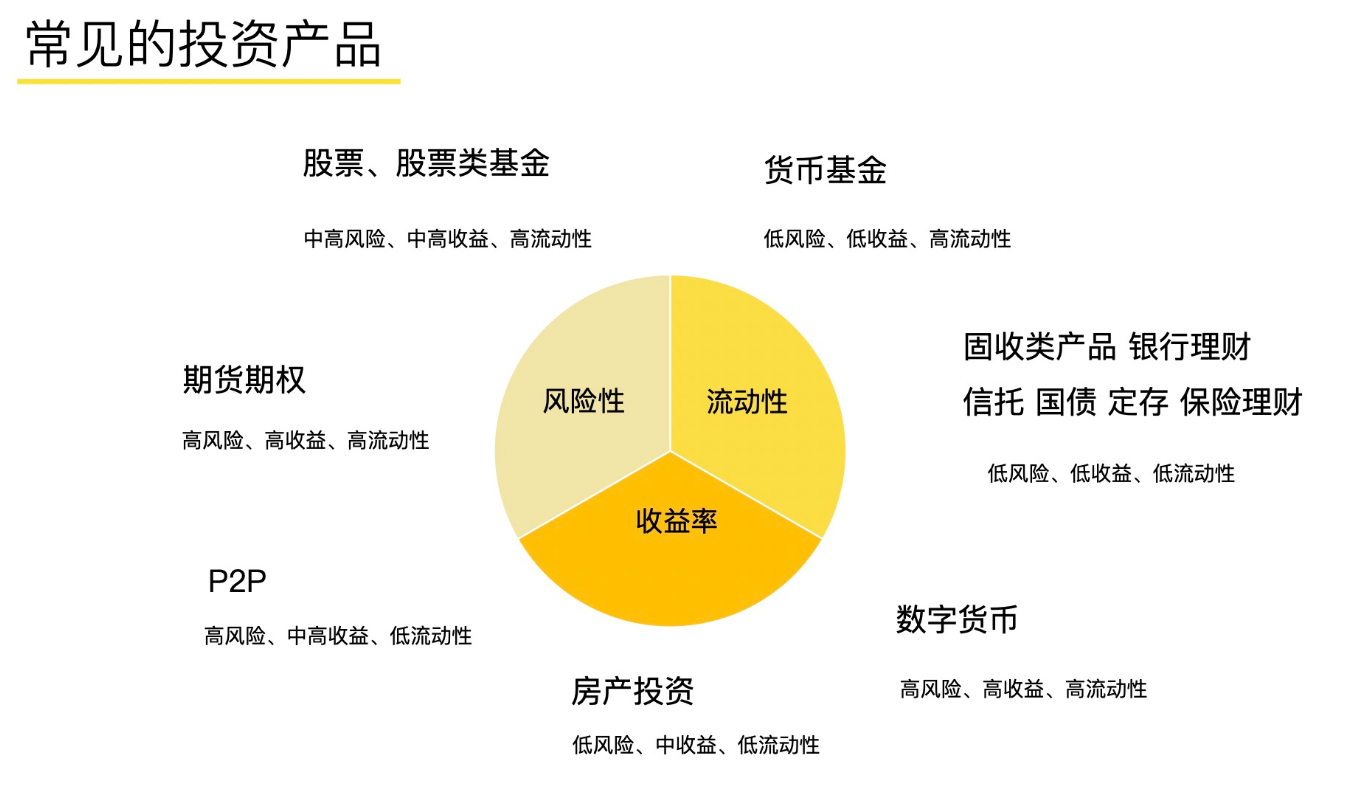 常见的投资产品
股票、股票类基金
中高风险、中高收益、高流动性
货币基金
低风险、低收益、高流动性
期货期权
高风险、高收益、高流动性
风险性
流动性
收益率
固收类产品 银行理财
信托 国债 定存 保险理财
低风险、低收益、低流动性
P2P
高风险、中高收益、低流动性
数字货币
高风险、高收益、高流动性
房产投资
低风险、中收益、低流动性